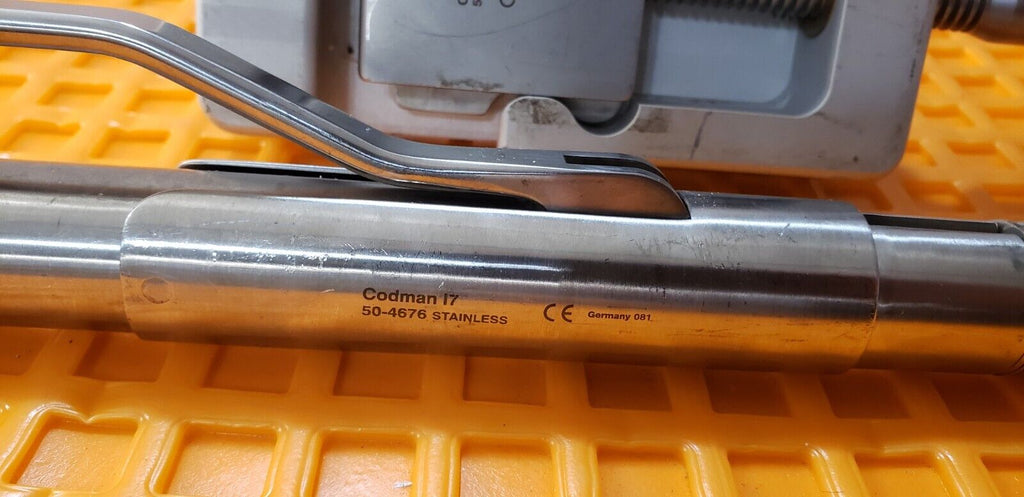 Codman I7
50-4676 STAINLESS
CE Germany 081